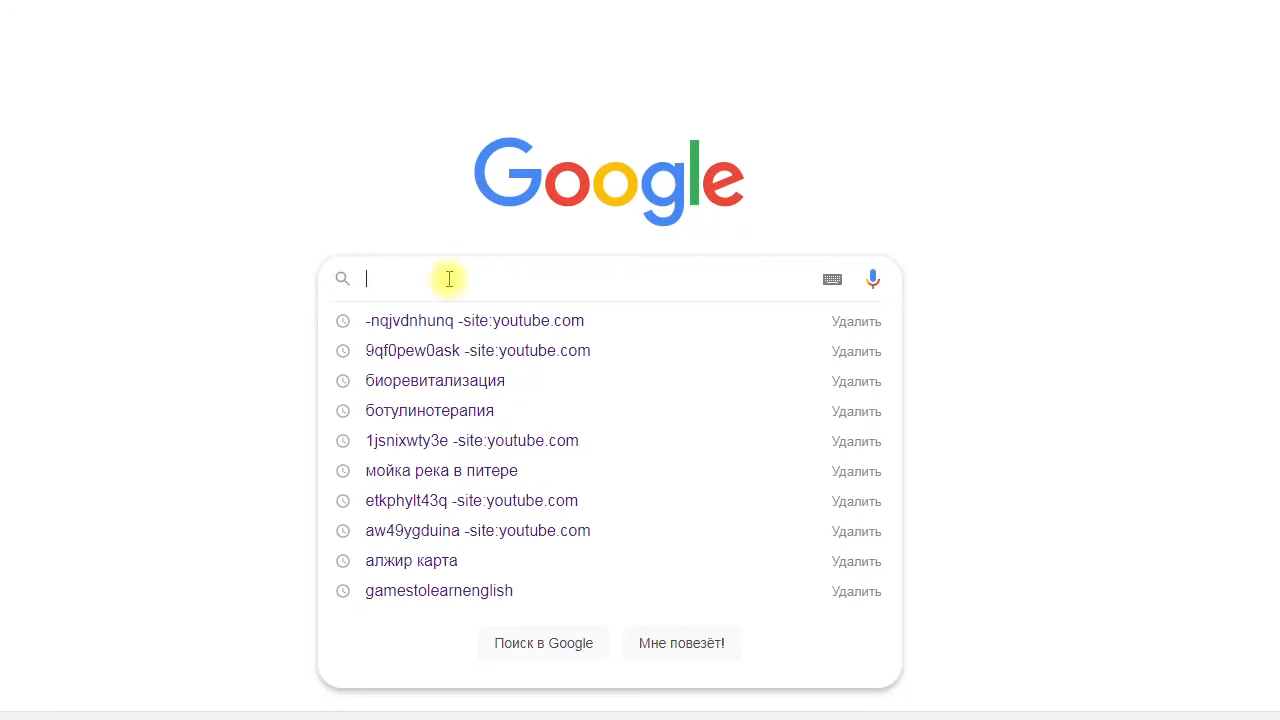 Google
-nqjvdnhunq -site:youtube.com Удалить
9qf0pew0ask -site:youtube.com Удалить
биоревитализация Удалить
ботулинотерапия Удалить
1jsnixwty3e -site:youtube.com Удалить
мойка река в питере Удалить
etkphylt43q -site:youtube.com Удалить
aw49ygduina -site:youtube.com Удалить
алжир карта Удалить
gamestolearnenglish Удалить
Поиск в Google Мне повезёт!